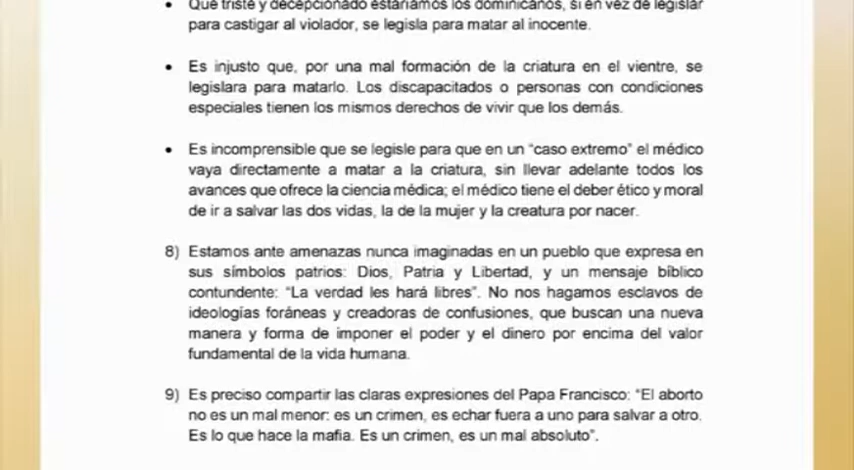 • Que triste y decepcionado estaríamos los dominicanos, si en vez de legislar
para castigar al violador, se legisla para matar al inocente.
• Es injusto que, por una mal formación de la criatura en el vientre, se
legislara para matarlo. Los discapacitados o personas con condiciones
especiales tienen los mismos derechos de vivir que los demás.
• Es incomprensible que se legisle para que en un “caso extremo” el médico
vaya directamente a matar a la criatura, sin llevar adelante todos los
avances que ofrece la ciencia médica; el médico tiene el deber ético y moral
de ir a salvar las dos vidas, la de la mujer y la creatura por nacer.
8) Estamos ante amenazas nunca imaginadas en un pueblo que expresa en
sus símbolos patrios: Dios, Patria y Libertad, y un mensaje bíblico
contundente: “La verdad les hará libres”. No nos hagamos esclavos de
ideologías foráneas y creadoras de confusiones, que buscan una nueva
manera y forma de imponer el poder y el dinero por encima del valor
fundamental de la vida humana.
9) Es preciso compartir las claras expresiones del Papa Francisco: “El aborto
no es un mal menor: es un crimen, es echar fuera a uno para salvar a otro.
Es lo que hace la mafia. Es un crimen, es un mal absoluto”.